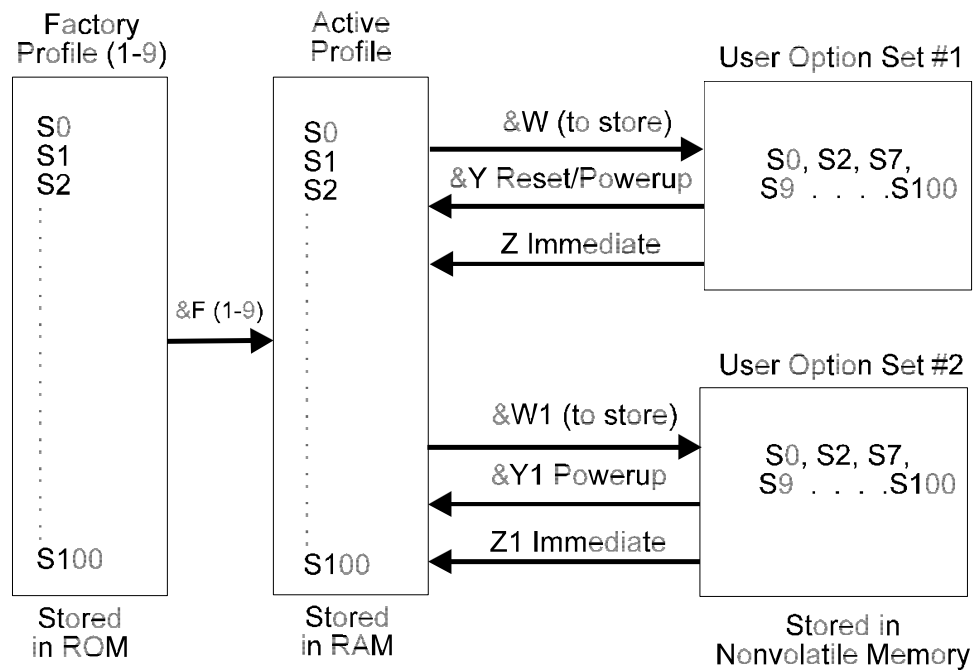 Factory
Profile (1-9)
S0
S1
S2
S100
Stored
in ROM
&F (1-9)
Active
Profile
S0
S1
S2
S100
Stored
in RAM
&W (to store)
&Y Reset/Powerup
Z Immediate
&W1 (to store)
&Y1 Powerup
Z1 Immediate
User Option Set #1
S0, S2, S7,
S9 . . . .S100
User Option Set #2
S0, S2, S7,
S9 . . . .S100
Stored in
Nonvolatile Memory